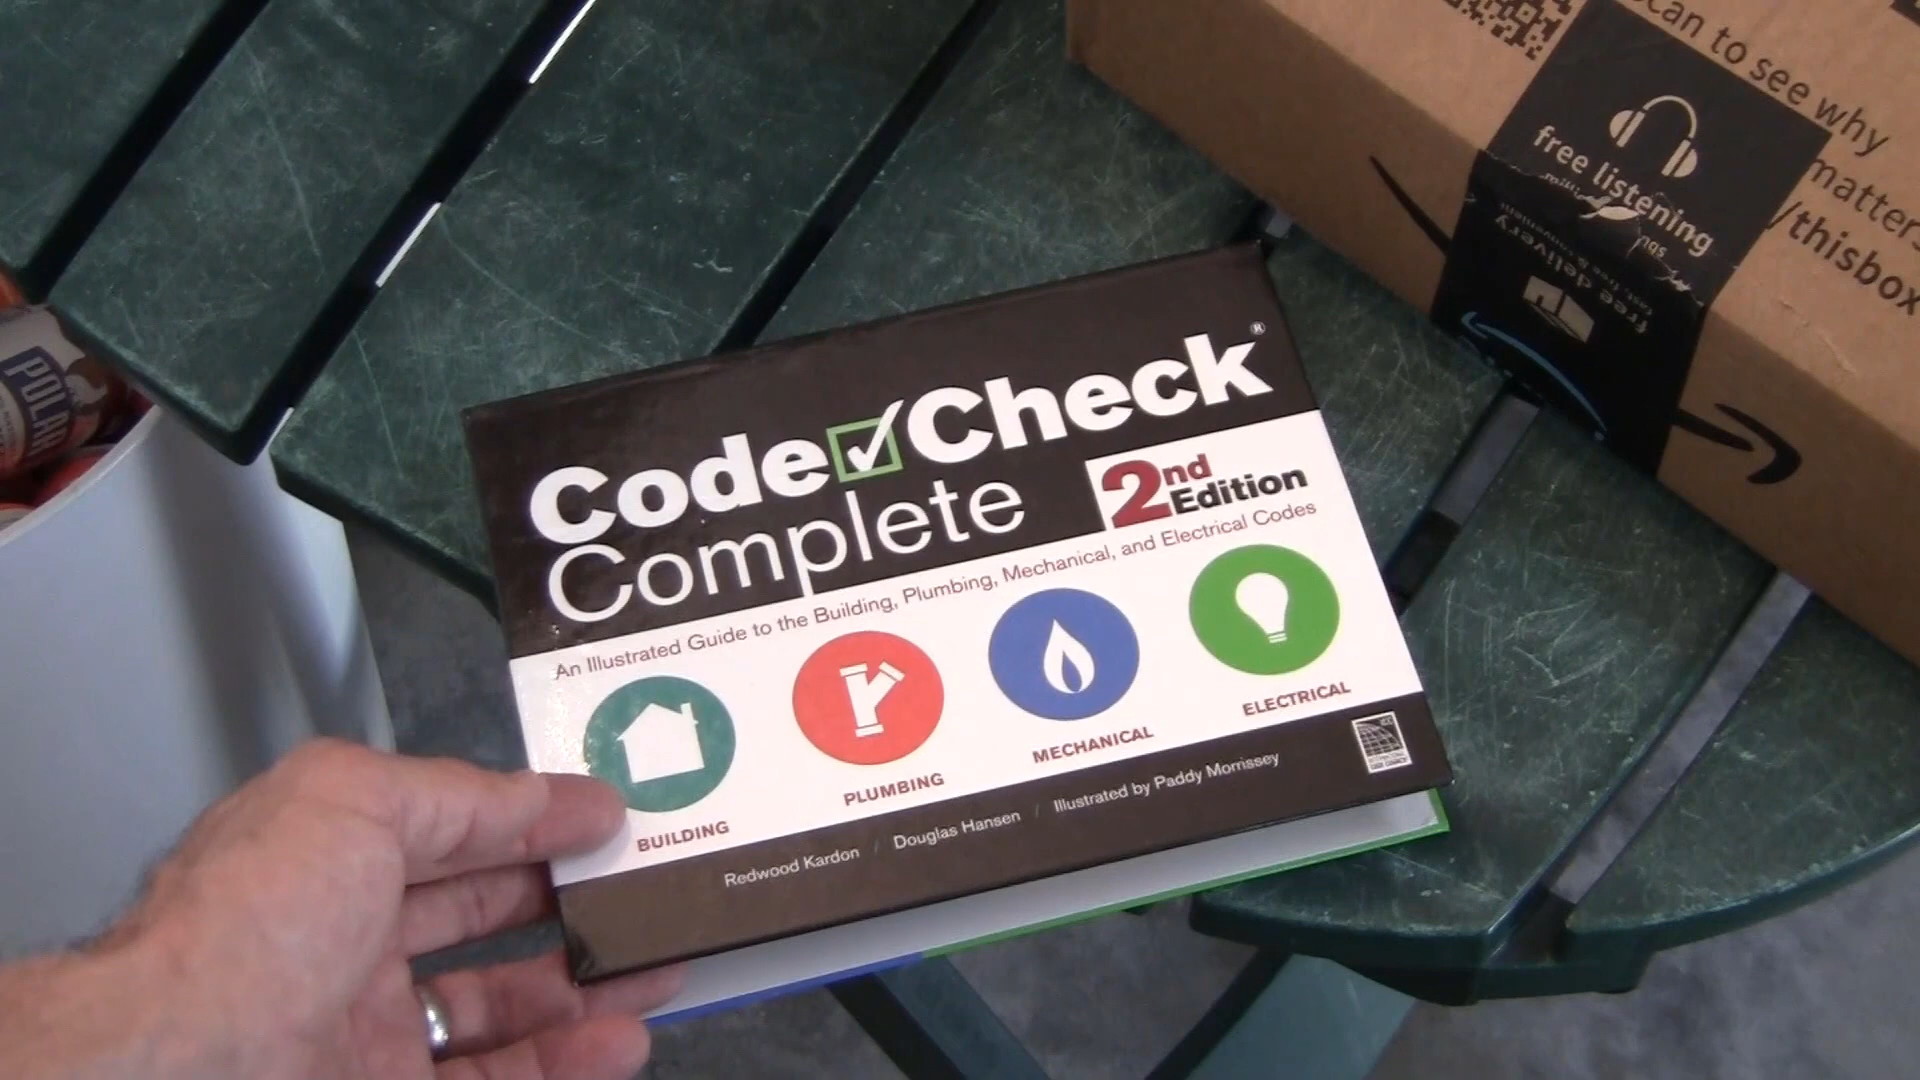 Code Check®
Complete
2nd
Edition
An Illustrated Guide to the Building, Plumbing, Mechanical, and Electrical Codes
BUILDING
PLUMBING
MECHANICAL
ELECTRICAL
Redwood Kardon / Douglas Hansen / Illustrated by Paddy Morrissey
POLAR
scan to see why
matters
/thisbox
free listening
free delivery